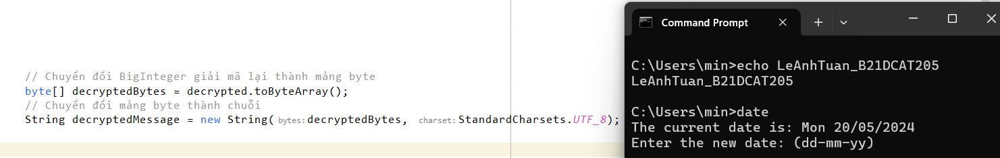 // Chuyển đổi BigInteger giải mã lại thành mảng byte
byte[] decryptedBytes = decrypted.toByteArray();
// Chuyển đổi mảng byte thành chuỗi
String decryptedMessage = new String( bytes: decryptedBytes, charset: StandardCharsets.UTF_8);
Command Prompt
C:\Users\min>echo LeAnhTuan_B21DCAT205
LeAnhTuan_B21DCAT205
C:\Users\min>date
The current date is: Mon 20/05/2024
Enter the new date: (dd-mm-yy)